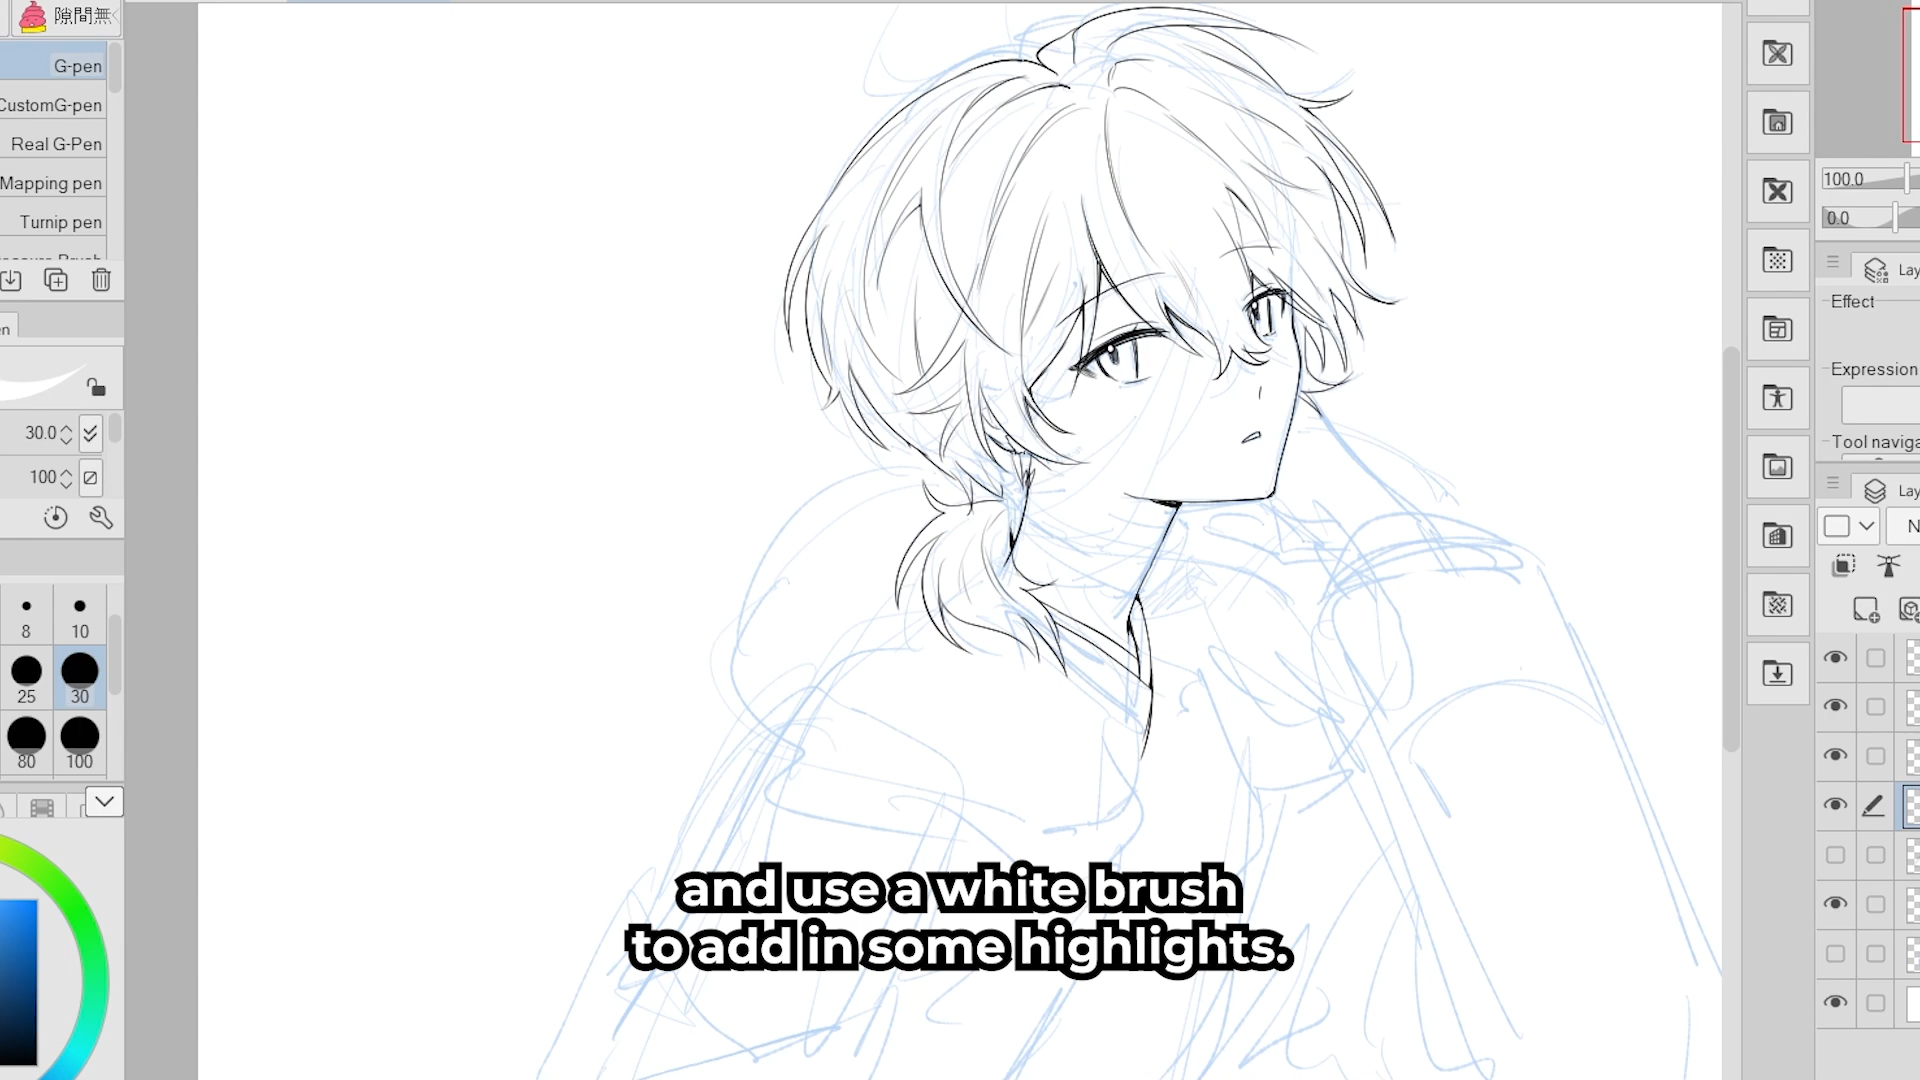 隙間無
G-pen
CustomG-pen
Real G-Pen
Mapping pen
Turnip pen
30.0
100
8 10
25 30
80 100
100.0
0.0
Lay
Effect
Expression
Tool naviga
Lay
N
and use a white brush
to add in some highlights.